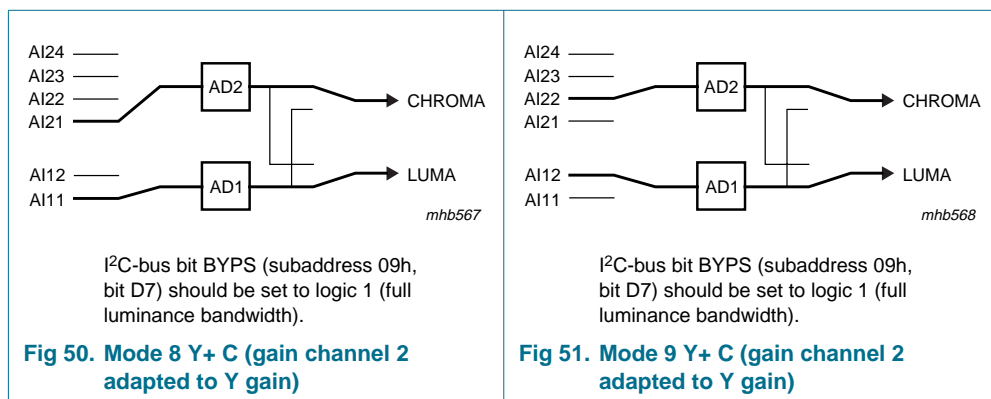 AI24
AI23
AI22
AI21
AD2
CHROMA
AI12
AI11
AD1
LUMA
mhb567
I²C-bus bit BYPS (subaddress 09h,
bit D7) should be set to logic 1 (full
luminance bandwidth).
Fig 50. Mode 8 Y+ C (gain channel 2
adapted to Y gain)
AI24
AI23
AI22
AI21
AD2
CHROMA
AI12
AI11
AD1
LUMA
mhb568
I²C-bus bit BYPS (subaddress 09h,
bit D7) should be set to logic 1 (full
luminance bandwidth).
Fig 51. Mode 9 Y+ C (gain channel 2
adapted to Y gain)